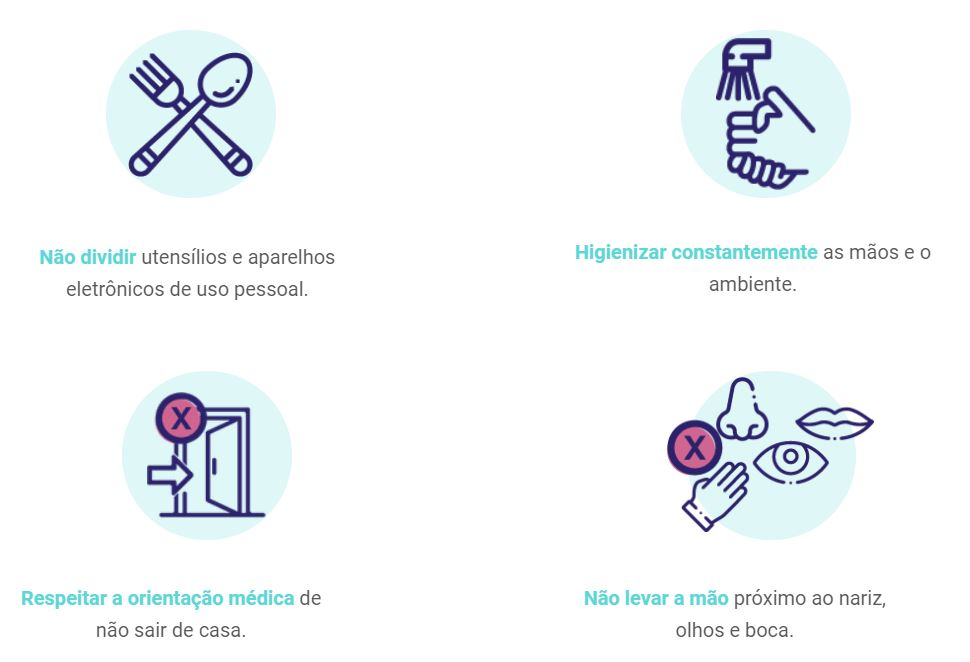 Não dividir utensílios e aparelhos
eletrônicos de uso pessoal.
Higienizar constantemente as mãos e o
ambiente.
X
Respeitar a orientação médica de
não sair de casa.
X
Não levar a mão próximo ao nariz,
olhos e boca.